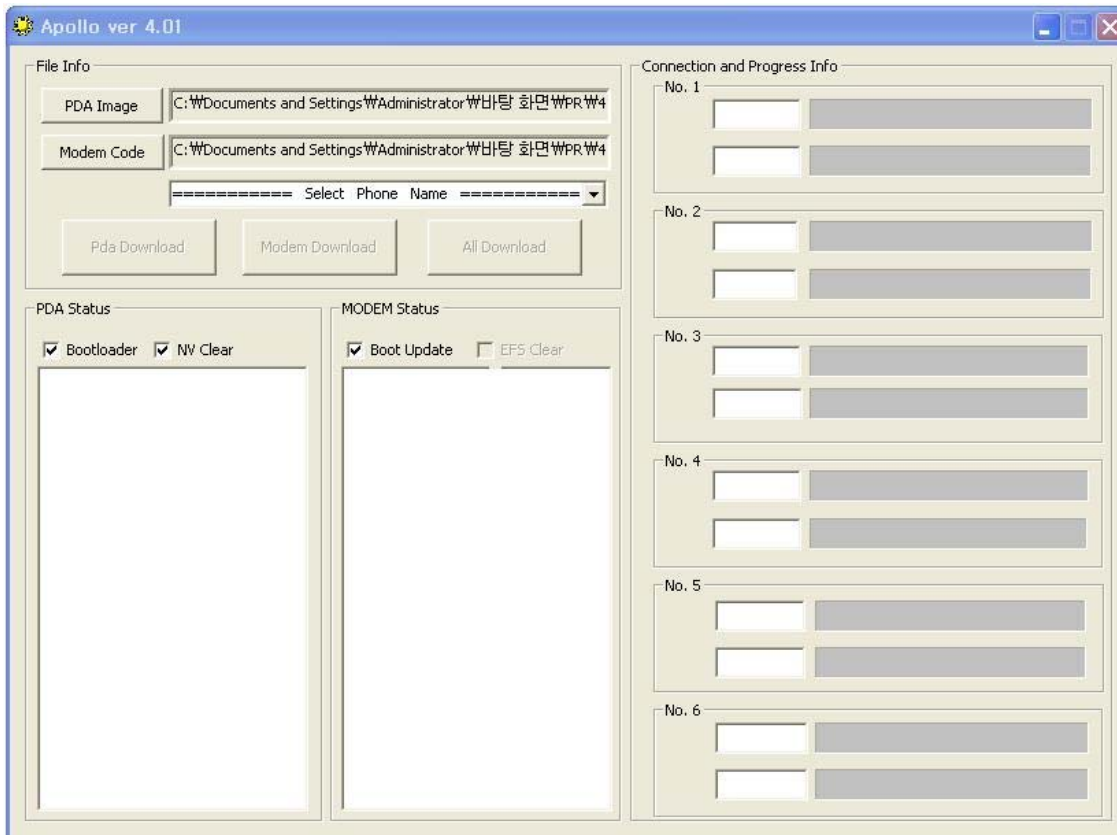 Apollo ver 4.01
File Info
PDA Image
C:₩Documents and Settings₩Administrator₩바탕 화면₩PR₩4
Modem Code
C:₩Documents and Settings₩Administrator₩바탕 화면₩PR₩4
=========== Select Phone Name ===========
Pda Download
Modem Download
All Download
PDA Status
Bootloader
NV Clear
MODEM Status
Boot Update
EFS Clear
Connection and Progress Info
No. 1
No. 2
No. 3
No. 4
No. 5
No. 6